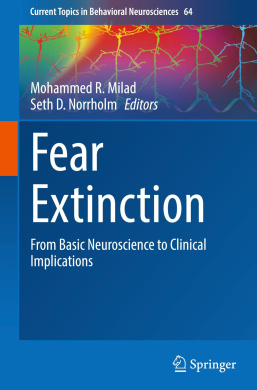 Current Topics in Behavioral Neurosciences 64
Mohammed R. Milad
Seth D. Norrholm Editors
Fear
Extinction
From Basic Neuroscience to Clinical
Implications
Springer